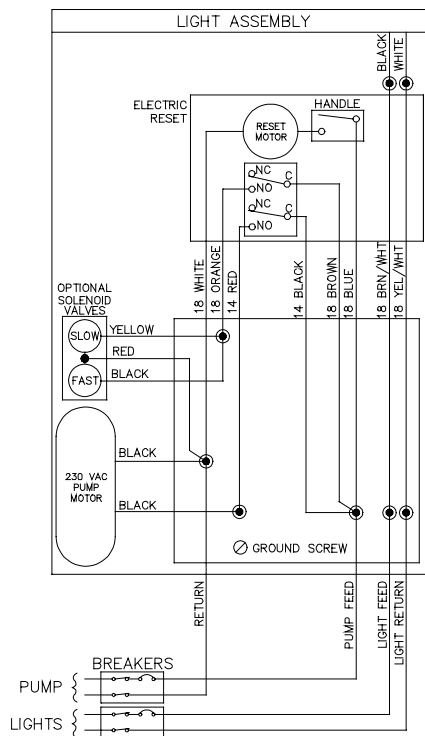 LIGHT ASSEMBLY
BLACK
WHITE
ELECTRIC
RESET
HANDLE
RESET
MOTOR
NC
C
NO
NC
C
NO
18 WHITE
18 ORANGE
14 RED
14 BLACK
18 BROWN
18 BLUE
18 BRN/WHT
18 YEL/WHT
OPTIONAL
SOLENOID
VALVES
SLOW
YELLOW
RED
FAST
BLACK
BLACK
230 VAC
PUMP
MOTOR
BLACK
GROUND SCREW
RETURN
PUMP FEED
LIGHT FEED
LIGHT RETURN
BREAKERS
PUMP
LIGHTS